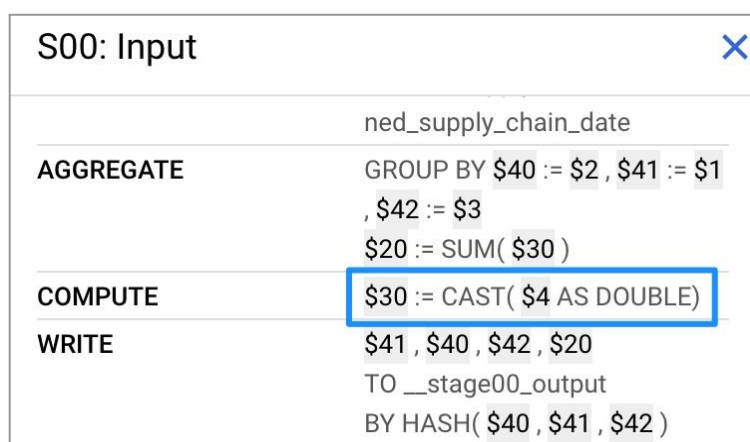 S00: Input
ned_supply_chain_date
AGGREGATE GROUP BY $40 := $2 , $41 := $1
, $42 := $3
$20 := SUM( $30 )
COMPUTE $30 := CAST( $4 AS DOUBLE)
WRITE $41 , $40 , $42 , $20
TO __stage00_output
BY HASH( $40 , $41 , $42 )